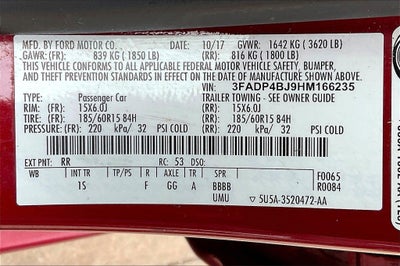 MFD. BY FORD MOTOR CO. 10/17 GVWR: 1642 KG ( 3620 LB)
GAWR: (FR) 839 KG ( 1850 LB) (RR) 816 KG ( 1800 LB)
THIS VEHICLE CONFORMS TO ALL APPLICABLE FEDERAL MOTOR VEHICLE SAFETY, BUMPER,
AND THEFT PREVENTION STANDARDS IN EFFECT ON THE DATE OF MANUFACTURE SHOWN ABOVE.
VIN: 3FADP4BJ9HM166235
TYPE: Passenger Car TRAILER TOWING - SEE OWNER GUIDE
RIM: (FR) 15X6.0J (RR) 15X6.0J
TIRE: (FR) 185/60R15 84H (RR) 185/60R15 84H
PRESSURE: (FR) 220 kPa/ 32 PSI COLD (RR) 220 kPa/ 32 PSI COLD
EXT PNT: RR RC: 53 DSO: F0065
WB INT TR TP/PS R AXLE TR SPR R0084
1S F GG A BBBB
UMU 5U5A-3520472-AA